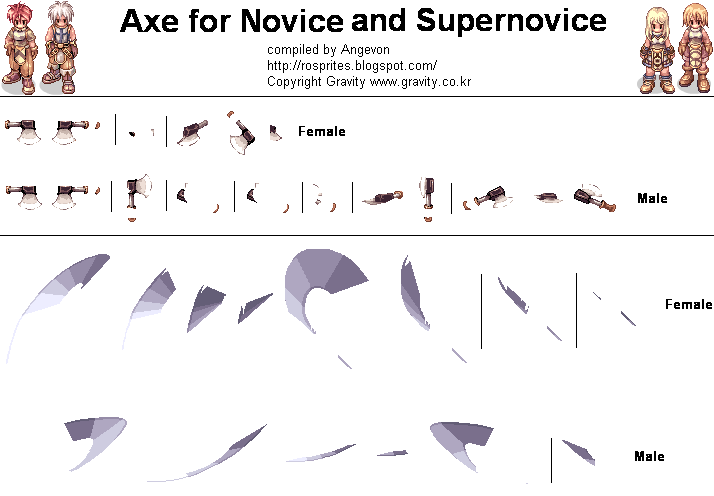 Axe for Novice and Supernovice
compiled by Angevon
http://rosprites.blogspot.com/
Copyright Gravity www.gravity.co.kr
Female
Male
Female
Male